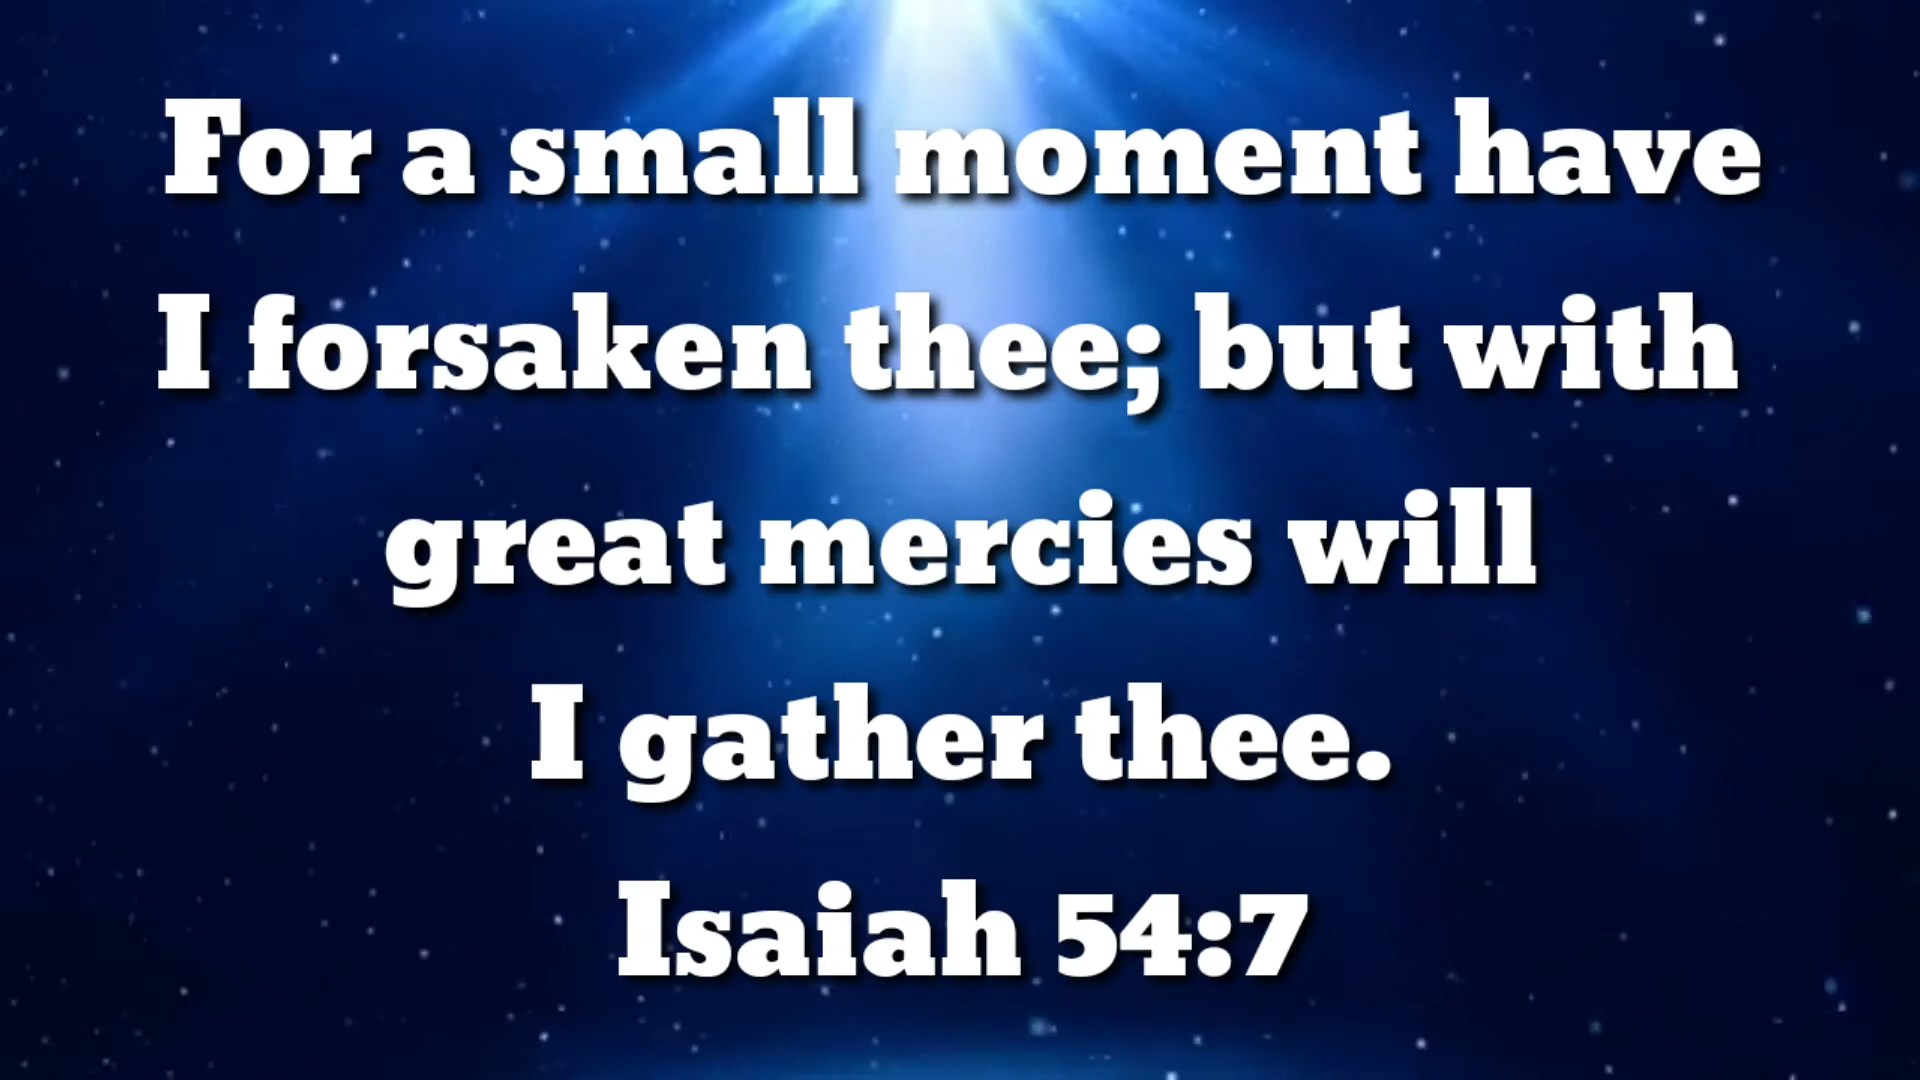 For a small moment have
I forsaken thee; but with
great mercies will
I gather thee.
Isaiah 54:7